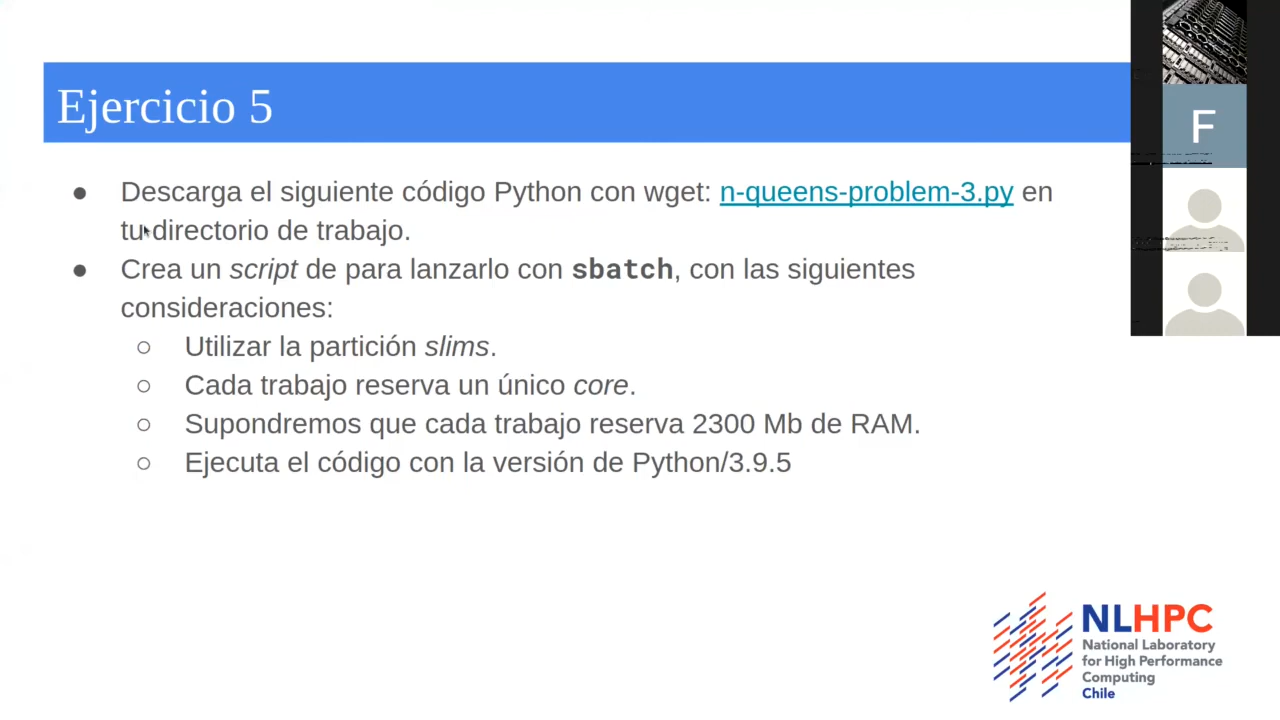 Ejercicio 5
● Descarga el siguiente código Python con wget: n-queens-problem-3.py en
tu directorio de trabajo.
● Crea un script de para lanzarlo con sbatch, con las siguientes
consideraciones:
○ Utilizar la partición slims.
○ Cada trabajo reserva un único core.
○ Supondremos que cada trabajo reserva 2300 Mb de RAM.
○ Ejecuta el código con la versión de Python/3.9.5
F
NLHPC
National Laboratory
for High Performance
Computing
Chile